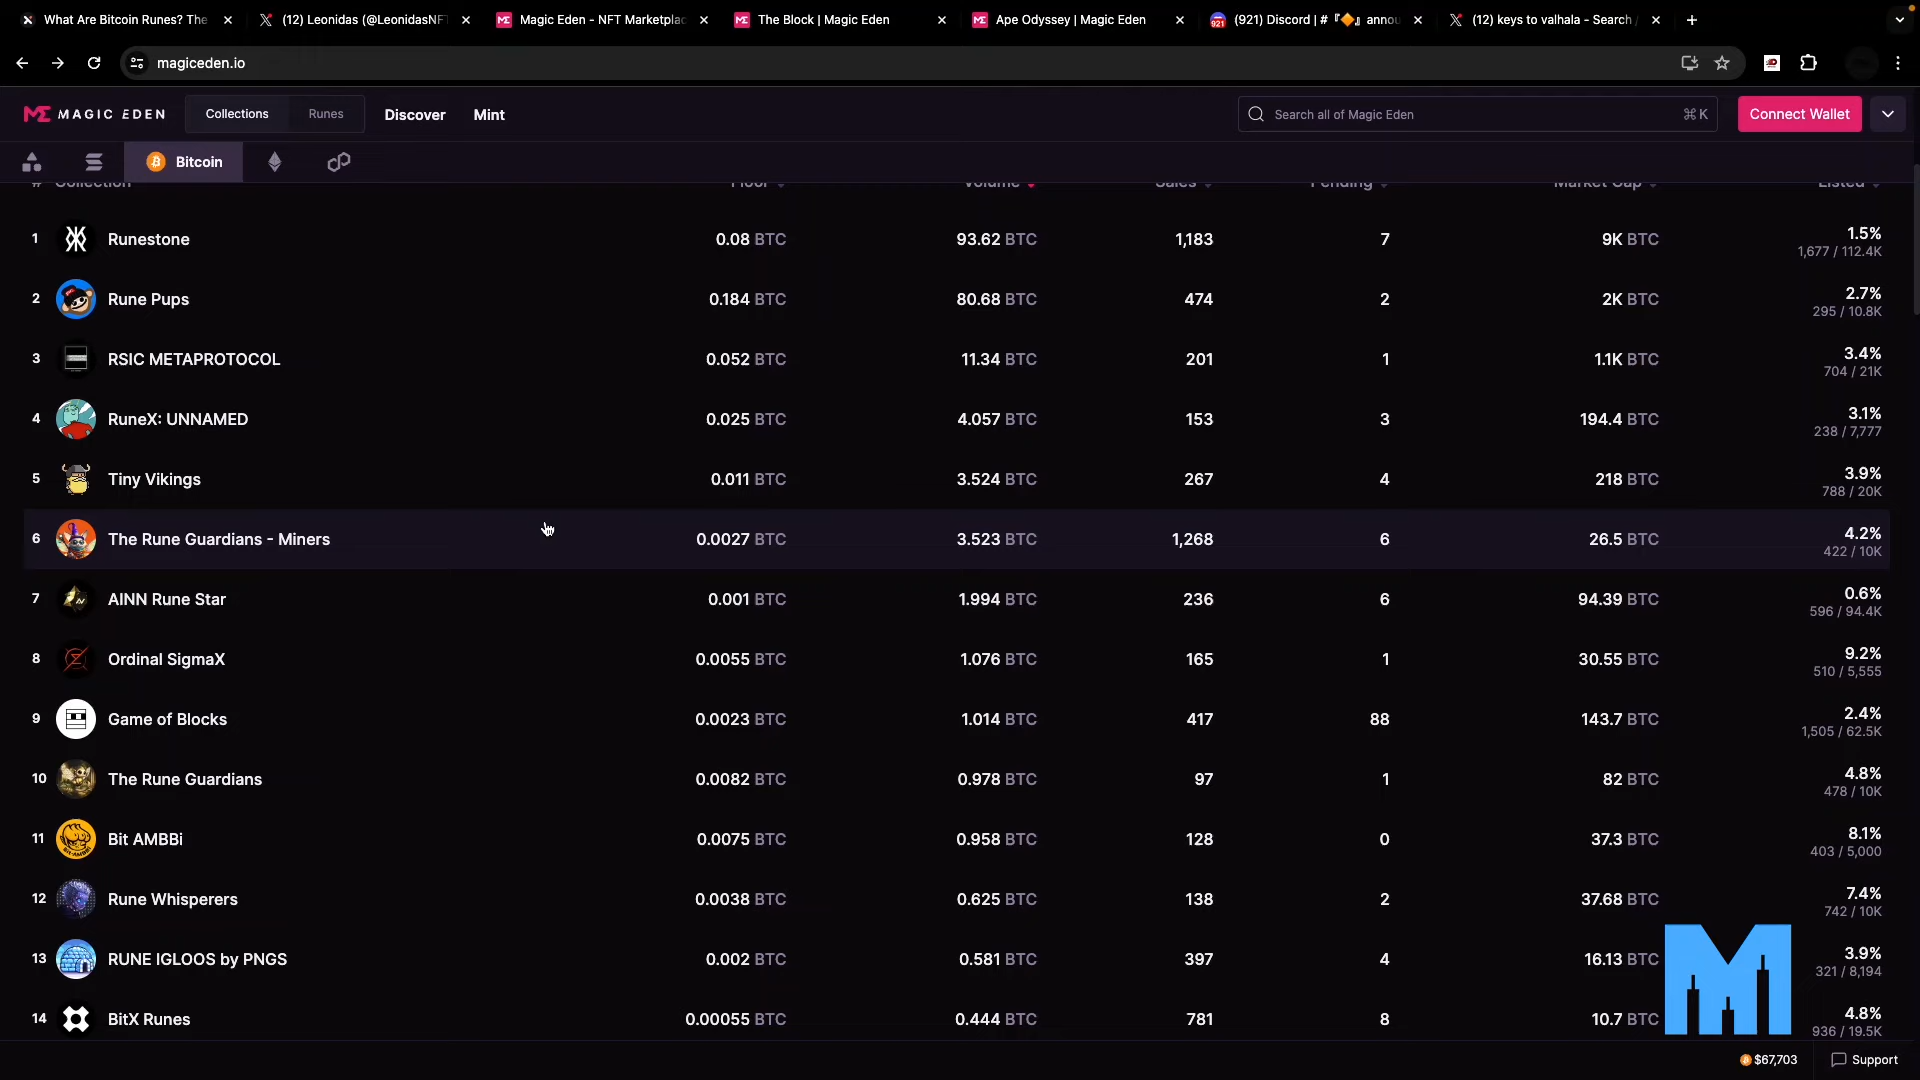 What Are Bitcoin Runes? The
(12) Leonidas (@LeonidasNF
Magic Eden - NFT Marketplac
The Block | Magic Eden
Ape Odyssey | Magic Eden
(921) Discord | #『🔶』annou
(12) keys to valhala - Search
magiceden.io
MAGIC EDEN Collections Runes Discover Mint
Search all of Magic Eden ⌘K
Connect Wallet
Bitcoin
# Collection Floor Volume Sales Pending Market Cap Listed
1 Runestone 0.08 BTC 93.62 BTC 1,183 7 9K BTC 1.5%
1,677 / 112.4K
2 Rune Pups 0.184 BTC 80.68 BTC 474 2 2K BTC 2.7%
295 / 10.8K
3 RSIC METAPROTOCOL 0.052 BTC 11.34 BTC 201 1 1.1K BTC 3.4%
704 / 21K
4 RuneX: UNNAMED 0.025 BTC 4.057 BTC 153 3 194.4 BTC 3.1%
238 / 7,777
5 Tiny Vikings 0.011 BTC 3.524 BTC 267 4 218 BTC 3.9%
788 / 20K
6 The Rune Guardians - Miners 0.0027 BTC 3.523 BTC 1,268 6 26.5 BTC 4.2%
422 / 10K
7 AINN Rune Star 0.001 BTC 1.994 BTC 236 6 94.39 BTC 0.6%
596 / 94.4K
8 Ordinal SigmaX 0.0055 BTC 1.076 BTC 165 1 30.55 BTC 9.2%
510 / 5,555
9 Game of Blocks 0.0023 BTC 1.014 BTC 417 88 143.7 BTC 2.4%
1,505 / 62.5K
10 The Rune Guardians 0.0082 BTC 0.978 BTC 97 1 82 BTC 4.8%
478 / 10K
11 Bit AMBBi 0.0075 BTC 0.958 BTC 128 0 37.3 BTC 8.1%
403 / 5,000
12 Rune Whisperers 0.0038 BTC 0.625 BTC 138 2 37.68 BTC 7.4%
742 / 10K
13 RUNE IGLOOS by PNGS 0.002 BTC 0.581 BTC 397 4 16.13 BTC 3.9%
321 / 8,194
14 BitX Runes 0.00055 BTC 0.444 BTC 781 8 10.7 BTC 4.8%
936 / 19.5K
$67,703 Support